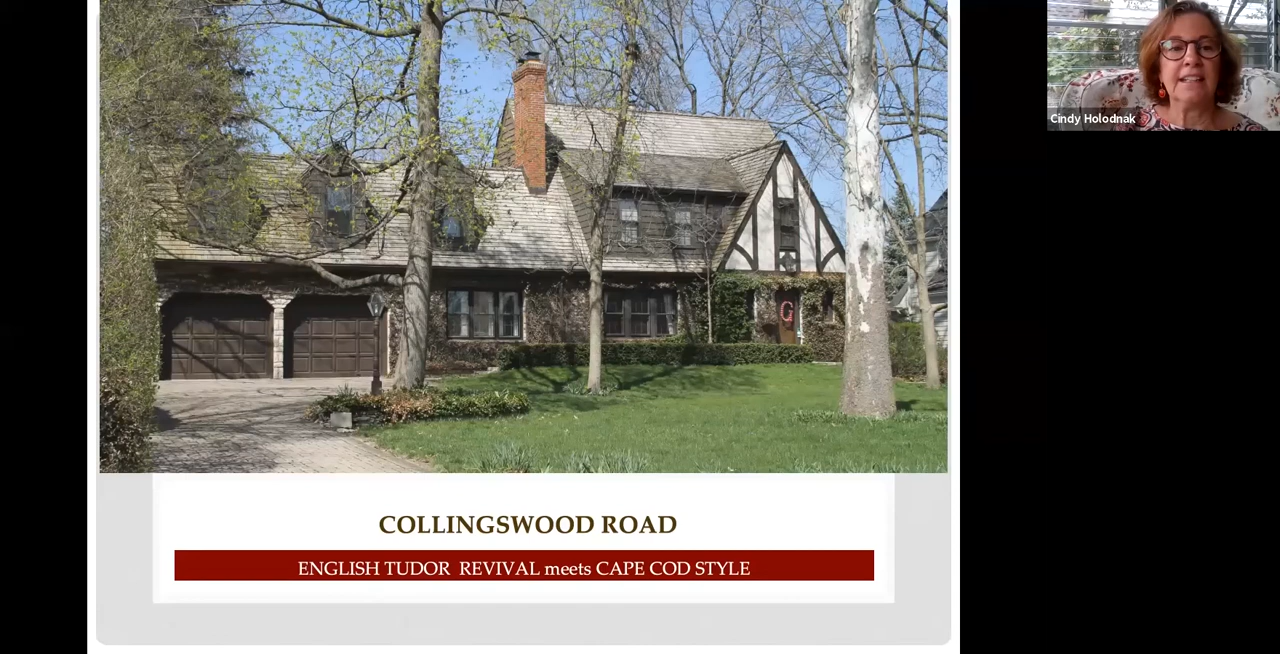 G
Cindy Holodnak
COLLINGSWOOD ROAD
ENGLISH TUDOR REVIVAL meets CAPE COD STYLE